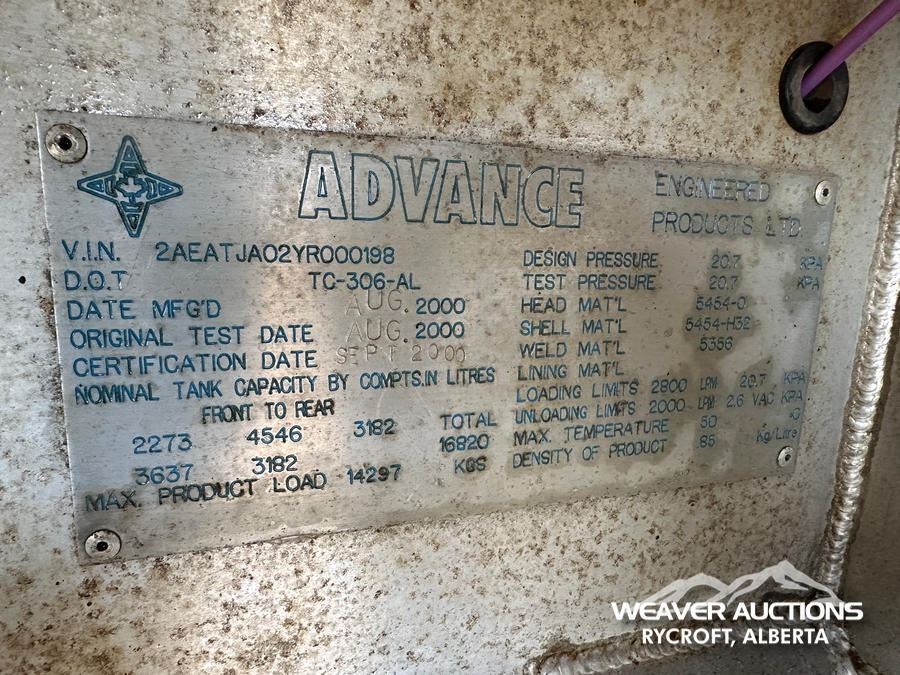 ADVANCE
ENGINEERED
PRODUCTS LTD.
V.I.N. 2AEATJA02YR000198
D.O.T TC-306-AL
DATE MFG'D AUG. 2000
ORIGINAL TEST DATE AUG. 2000
CERTIFICATION DATE SEPT 2000
NOMINAL TANK CAPACITY BY COMPTS.IN LITRES
FRONT TO REAR
2273 4546 3182 TOTAL
3637 3182 16820
MAX. PRODUCT LOAD 14297 KGS
DESIGN PRESSURE 20.7 KPA
TEST PRESSURE 20.7 KPA
HEAD MAT'L 5454-0
SHELL MAT'L 5454-H32
WELD MAT'L 5356
LINING MAT'L
LOADING LIMITS 2800 LPM 20.7 KPA
UNLOADING LIMITS 2000 LPM 2.6 VAC KPA
MAX. TEMPERATURE 50
DENSITY OF PRODUCT 85 Kg/Litre
WEAVER AUCTIONS
RYCROFT, ALBERTA